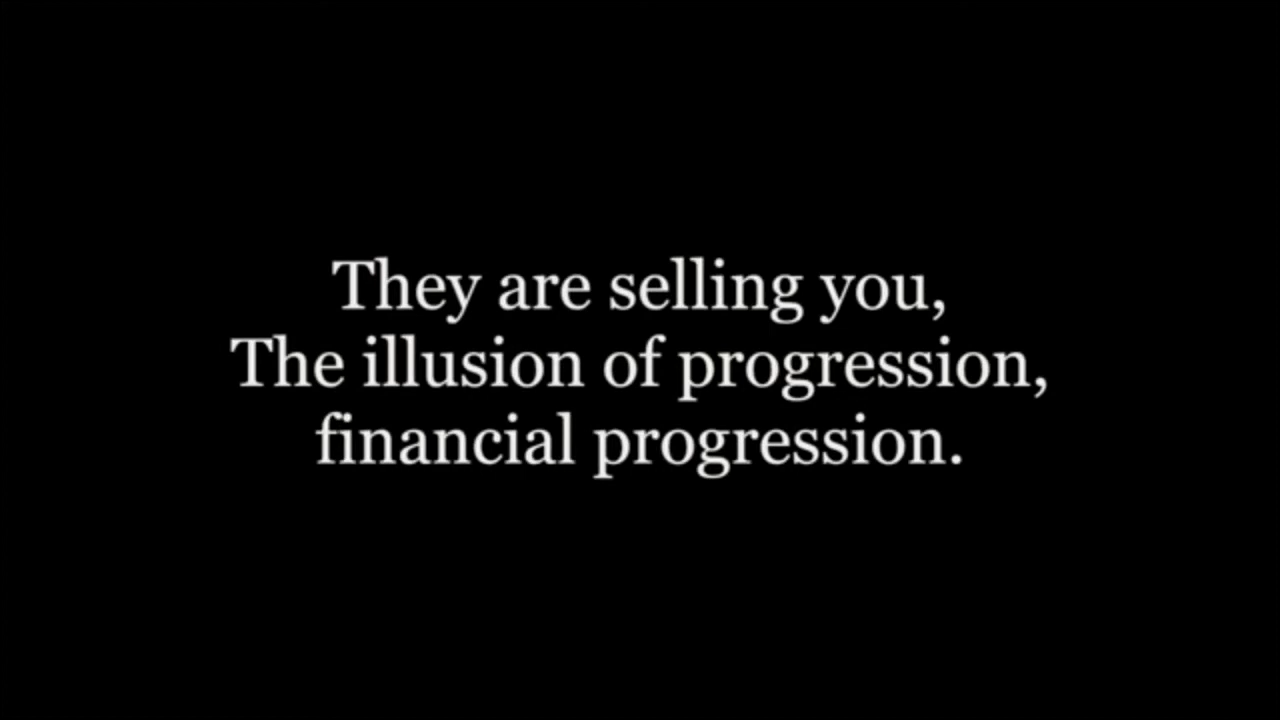 They are selling you,
The illusion of progression,
financial progression.